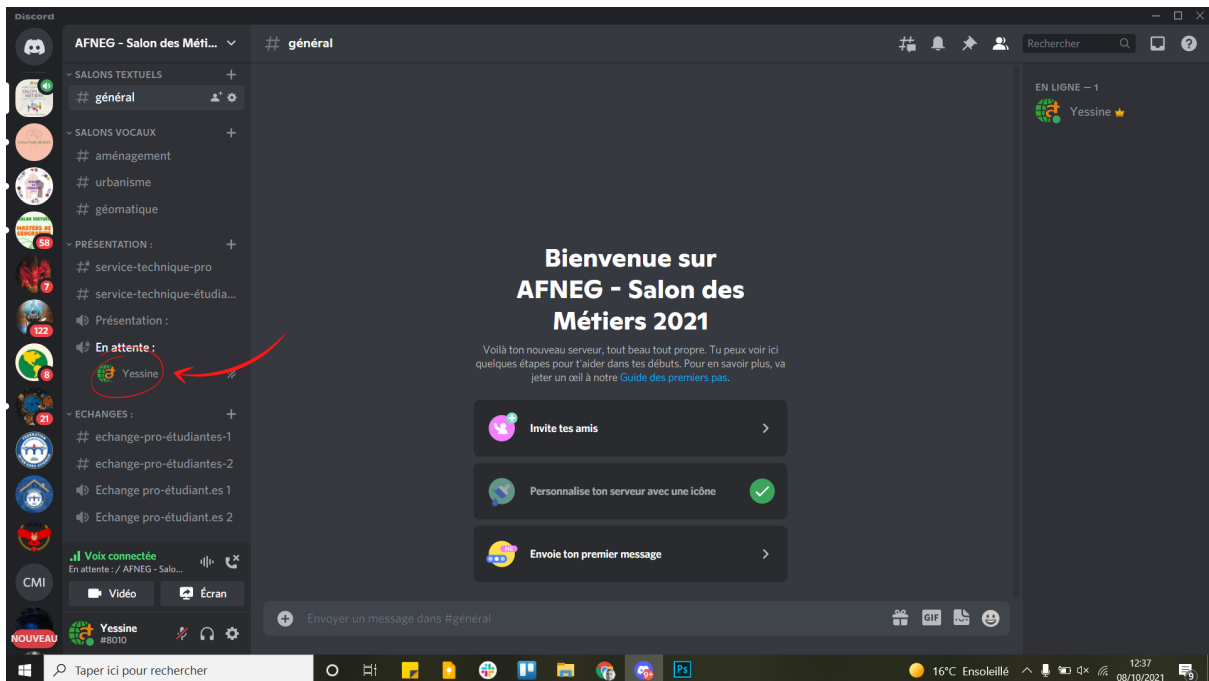 Discord
AFNEG - Salon des Méti...
# général
Rechercher
SALONS TEXTUELS
# général
SALONS VOCAUX
# aménagement
# urbanisme
# géomatique
58
PRÉSENTATION :
# service-technique-pro
7
# service-technique-étudia...
Présentation :
122
En attente :
Yessine
8
ECHANGES :
21
# echange-pro-étudiantes-1
# echange-pro-étudiantes-2
Echange pro-étudiant.es 1
Echange pro-étudiant.es 2
Voix connectée
En attente : / AFNEG - Salo...
CMI
Vidéo
Écran
NOUVEAU
Yessine
#8010
Bienvenue sur
AFNEG - Salon des
Métiers 2021
Voilà ton nouveau serveur, tout beau tout propre. Tu peux voir ici
quelques étapes pour t'aider dans tes débuts. Pour en savoir plus, va
jeter un œil à notre Guide des premiers pas.
Invite tes amis
Personnalise ton serveur avec une icône
Envoie ton premier message
Envoyer un message dans #général
GIF
EN LIGNE — 1
Yessine
Taper ici pour rechercher
Ps
16°C Ensoleillé
12:37
08/10/2021